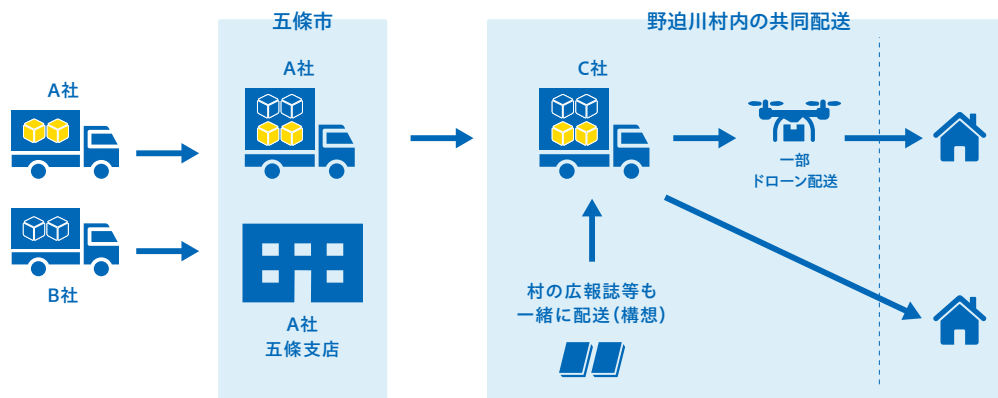 五條市
野迫川村内の共同配送
A社
A社
C社
一部
ドローン配送
B社
A社
五條支店
村の広報誌等も
一緒に配送(構想)